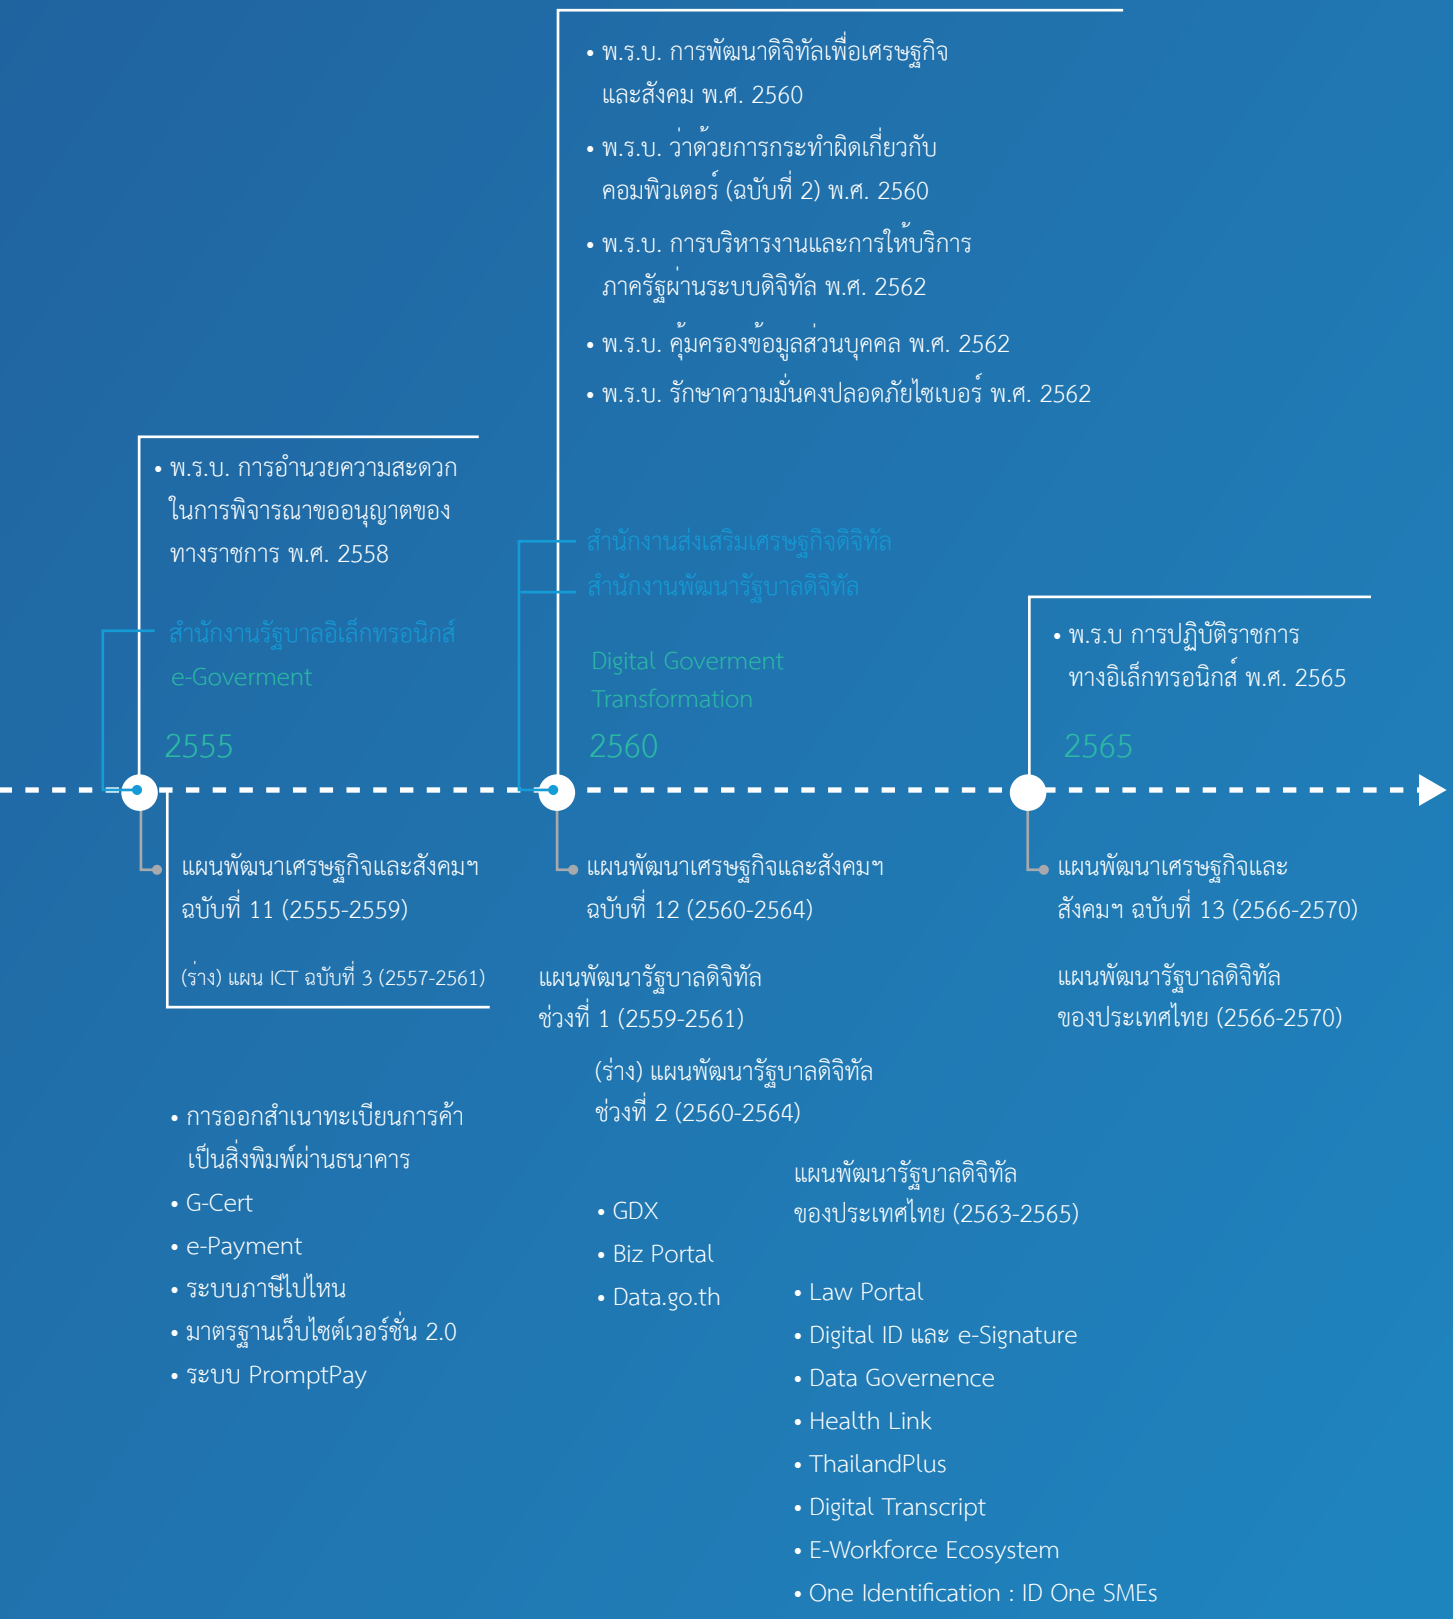 • พ.ร.บ. การพัฒนาดิจิทัลเพื่อเศรษฐกิจ
และสังคม พ.ศ. 2560
• พ.ร.บ. ว่าด้วยการกระทำผิดเกี่ยวกับ
คอมพิวเตอร์ (ฉบับที่ 2) พ.ศ. 2560
• พ.ร.บ. การบริหารงานและการให้บริการ
ภาครัฐผ่านระบบดิจิทัล พ.ศ. 2562
• พ.ร.บ. คุ้มครองข้อมูลส่วนบุคคล พ.ศ. 2562
• พ.ร.บ. รักษาความมั่นคงปลอดภัยไซเบอร์ พ.ศ. 2562
• พ.ร.บ. การอำนวยความสะดวก
ในการพิจารณาขออนุญาตของ
ทางราชการ พ.ศ. 2558
สำนักงานรัฐบาลอิเล็กทรอนิกส์
e-Goverment
2555
สำนักงานส่งเสริมเศรษฐกิจดิจิทัล
สำนักงานพัฒนารัฐบาลดิจิทัล
Digital Goverment
Transformation
2560
• พ.ร.บ การปฏิบัติราชการ
ทางอิเล็กทรอนิกส์ พ.ศ. 2565
2565
แผนพัฒนาเศรษฐกิจและสังคมฯ
ฉบับที่ 11 (2555-2559)
(ร่าง) แผน ICT ฉบับที่ 3 (2557-2561)
• การออกสำเนาทะเบียนการค้า
เป็นสิ่งพิมพ์ผ่านธนาคาร
• G-Cert
• e-Payment
• ระบบภาษีไปไหน
• มาตรฐานเว็บไซต์เวอร์ชั่น 2.0
• ระบบ PromptPay
แผนพัฒนาเศรษฐกิจและสังคมฯ
ฉบับที่ 12 (2560-2564)
แผนพัฒนารัฐบาลดิจิทัล
ช่วงที่ 1 (2559-2561)
(ร่าง) แผนพัฒนารัฐบาลดิจิทัล
ช่วงที่ 2 (2560-2564)
• GDX
• Biz Portal
• Data.go.th
แผนพัฒนารัฐบาลดิจิทัล
ของประเทศไทย (2563-2565)
• Law Portal
• Digital ID และ e-Signature
• Data Governence
• Health Link
• ThailandPlus
• Digital Transcript
• E-Workforce Ecosystem
• One Identification : ID One SMEs
แผนพัฒนาเศรษฐกิจและ
สังคมฯ ฉบับที่ 13 (2566-2570)
แผนพัฒนารัฐบาลดิจิทัล
ของประเทศไทย (2566-2570)